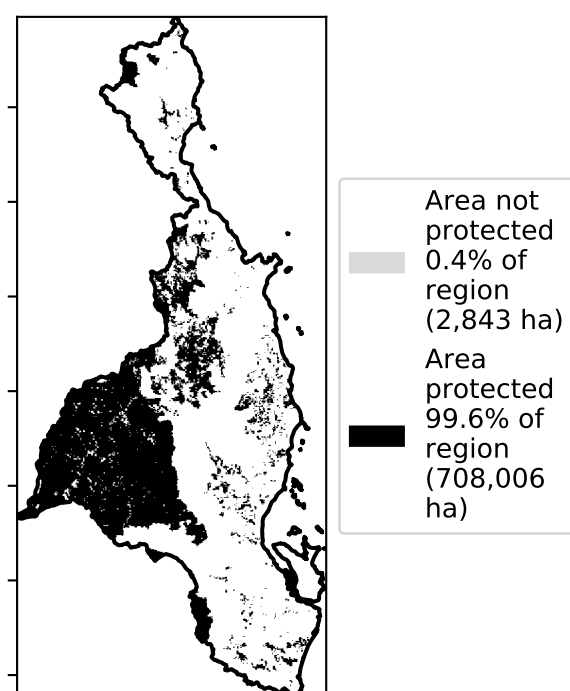 Area not
protected
0.4% of
region
(2,843 ha)
Area
protected
99.6% of
region
(708,006
ha)